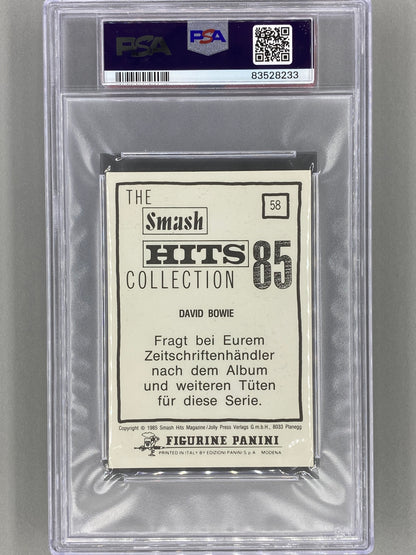 PSA
PSA
83528233
THE
58
Smash
HITS 85
COLLECTION
DAVID BOWIE
Fragt bei Eurem
Zeitschriftenhändler
nach dem Album
und weiteren Tüten
für diese Serie.
Copyright © 1985 Smash Hits Magazine/Jolly Press Verlags G.m.b.H., 8033 Planegg
FIGURINE PANINI
PRINTED IN ITALY BY EDIZIONI PANINI S.p.A. MODENA